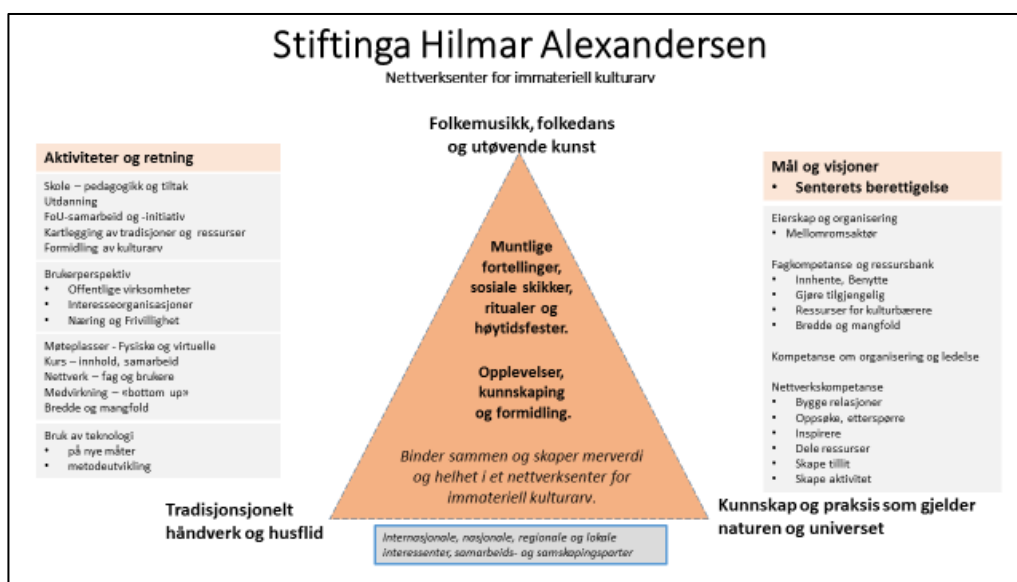 Stiftinga Hilmar Alexandersen
Nettverksenter for immateriell kulturarv
Folkemusikk, folkedans
og utøvende kunst
Aktiviteter og retning
Skole – pedagogikk og tiltak
Utdanning
FoU-samarbeid og -initiativ
Kartlegging av tradisjoner og ressurser
Formidling av kulturarv
Brukerperspektiv
• Offentlige virksomheter
• Interesseorganisasjoner
• Næring og Frivillighet
Møteplasser - Fysiske og virtuelle
Kurs – innhold, samarbeid
Nettverk – fag og brukere
Medvirkning – «bottom up»
Bredde og mangfold
Bruk av teknologi
• på nye måter
• metodeutvikling
Tradisjonsjonelt
håndverk og husflid
Muntlige
fortellinger,
sosiale skikker,
ritualer og
høytidsfester.
Opplevelser,
kunnskaping
og formidling.
Binder sammen og skaper merverdi
og helhet i et nettverksenter for
immateriell kulturarv.
Internasjonale, nasjonale, regionale og lokale
interessenter, samarbeids- og samskapingsparter
Mål og visjoner
• Senterets berettigelse
Eierskap og organisering
• Mellomromsaktør
Fagkompetanse og ressursbank
• Innhente, Benytte
• Gjøre tilgjengelig
• Ressurser for kulturbærere
• Bredde og mangfold
Kompetanse om organisering og ledelse
Nettverkskompetanse
• Bygge relasjoner
• Oppsøke, etterspørre
• Inspirere
• Dele ressurser
• Skape tillit
• Skape aktivitet
Kunnskap og praksis som gjelder
naturen og universet